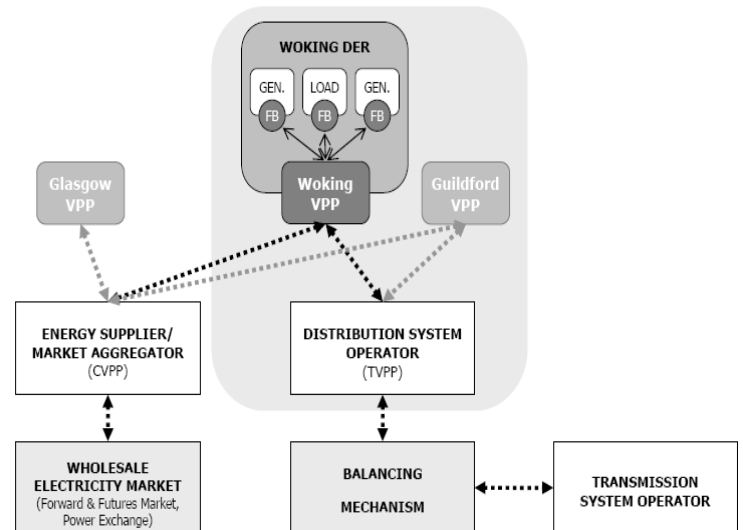 WOKING DER
GEN. LOAD GEN.
FB FB FB
Glasgow
VPP
Woking
VPP
Guildford
VPP
ENERGY SUPPLIER/
MARKET AGGREGATOR
(CVPP)
DISTRIBUTION SYSTEM
OPERATOR
(TVPP)
WHOLESALE
ELECTRICITY MARKET
(Forward & Futures Market,
Power Exchange)
BALANCING
MECHANISM
TRANSMISSION
SYSTEM OPERATOR